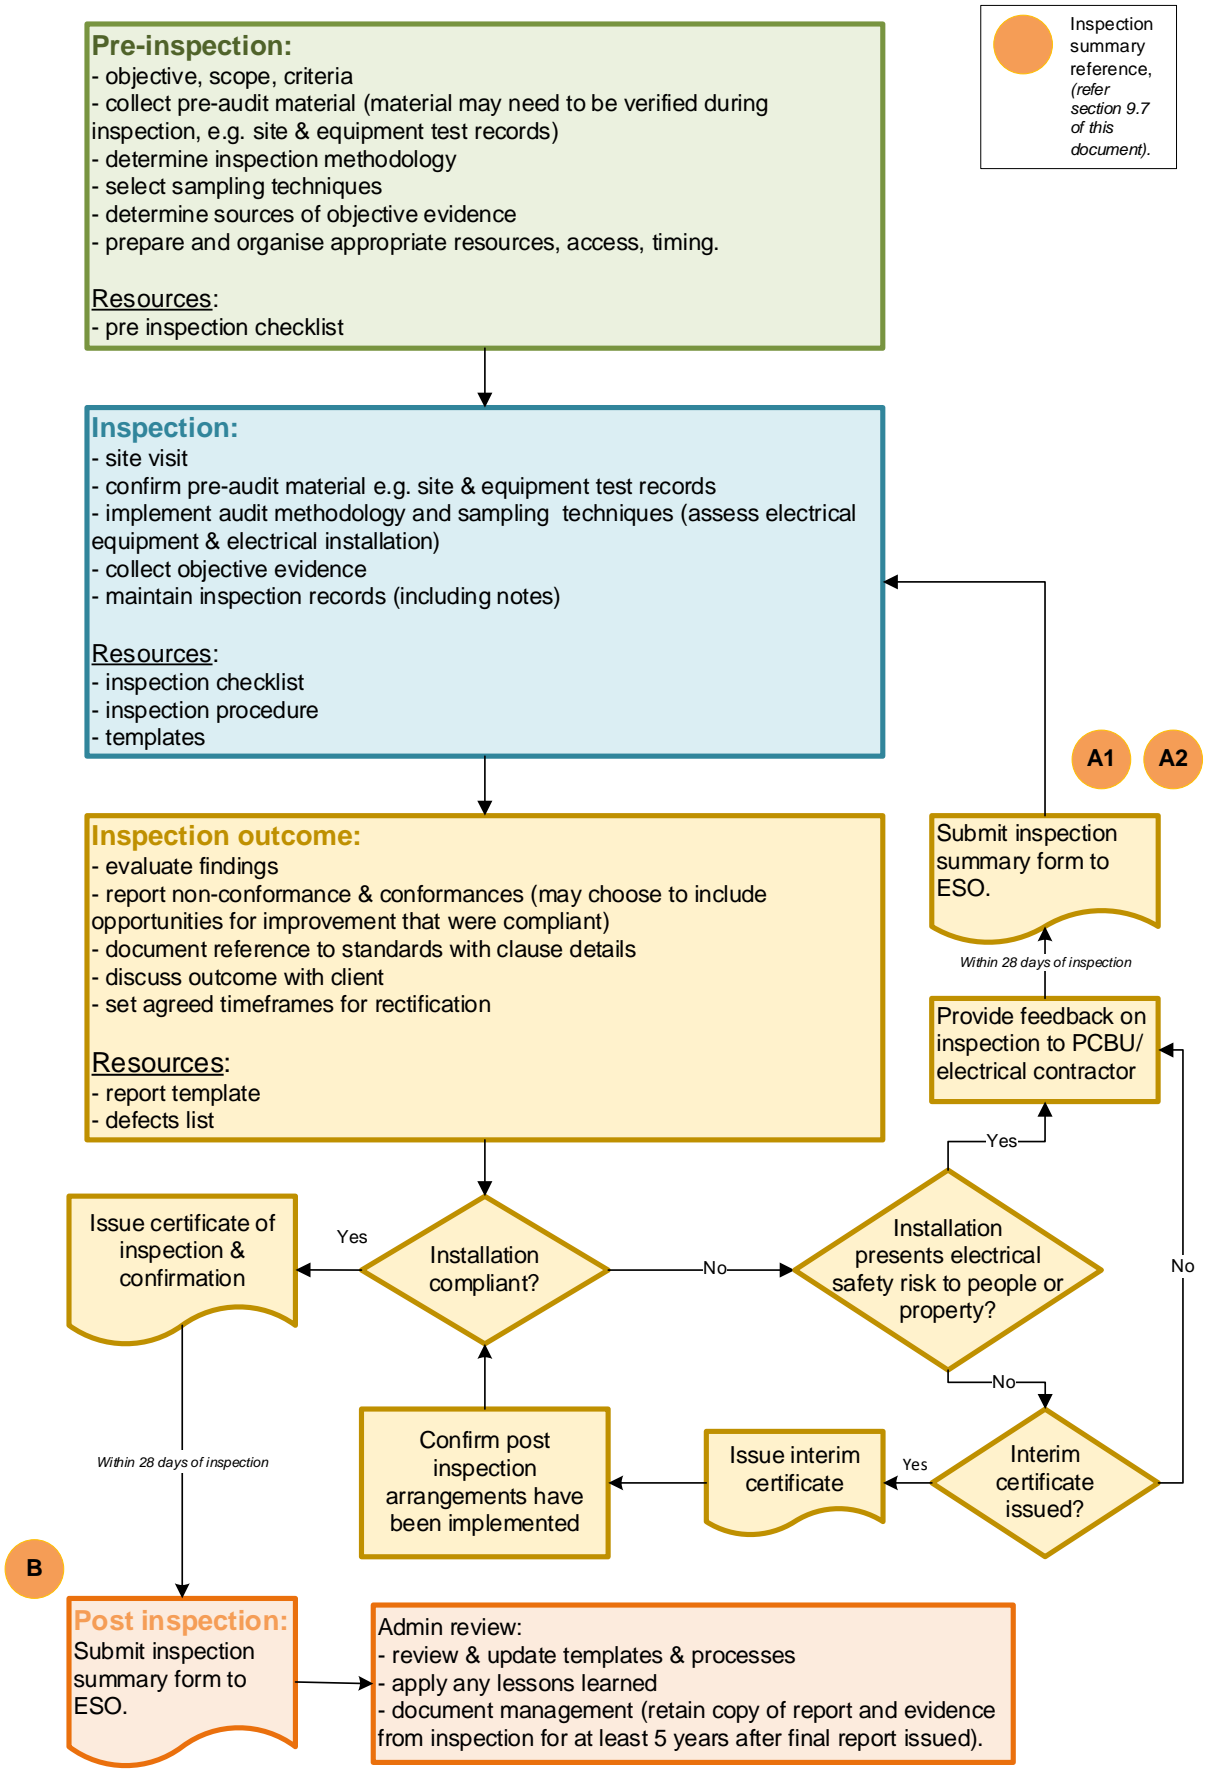 Pre-inspection:
- objective, scope, criteria
- collect pre-audit material (material may need to be verified during
inspection, e.g. site & equipment test records)
- determine inspection methodology
- select sampling techniques
- determine sources of objective evidence
- prepare and organise appropriate resources, access, timing.
Resources:
- pre inspection checklist
Inspection
summary
reference,
(refer
section 9.7
of this
document).
Inspection:
- site visit
- confirm pre-audit material e.g. site & equipment test records
- implement audit methodology and sampling techniques (assess electrical
equipment & electrical installation)
- collect objective evidence
- maintain inspection records (including notes)
Resources:
- inspection checklist
- inspection procedure
- templates
A1
A2
Inspection outcome:
- evaluate findings
- report non-conformance & conformances (may choose to include
opportunities for improvement that were compliant)
- document reference to standards with clause details
- discuss outcome with client
- set agreed timeframes for rectification
Resources:
- report template
- defects list
Submit inspection
summary form to
ESO.
Within 28 days of inspection
Provide feedback on
inspection to PCBU/
electrical contractor
Yes
Issue certificate of
inspection &
confirmation
Yes
Installation
compliant?
No
Installation
presents electrical
safety risk to people or
property?
No
No
Confirm post
inspection
arrangements have
been implemented
Issue interim
certificate
Yes
Interim
certificate
issued?
Within 28 days of inspection
B
Post inspection:
Submit inspection
summary form to
ESO.
Admin review:
- review & update templates & processes
- apply any lessons learned
- document management (retain copy of report and evidence
from inspection for at least 5 years after final report issued).